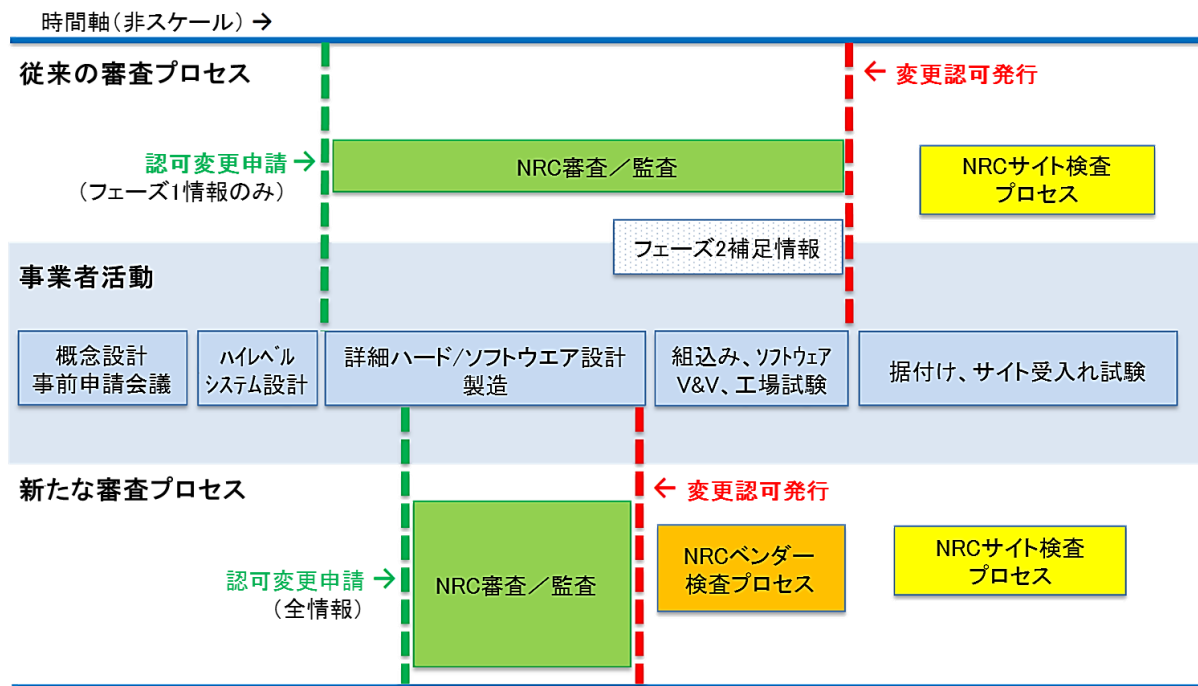 時間軸(非スケール) →
従来の審査プロセス
← 変更認可発行
認可変更申請 →
(フェーズ1情報のみ)
NRC審査／監査
NRCサイト検査
プロセス
フェーズ2補足情報
事業者活動
概念設計
事前申請会議
ﾊｲﾚﾍﾞﾙ
システム設計
詳細ハード/ソフトウエア設計
製造
組込み、ソフトウェア
V&V、工場試験
据付け、サイト受入れ試験
新たな審査プロセス
← 変更認可発行
認可変更申請 →
(全情報)
NRC審査／監査
NRCベンダー
検査プロセス
NRCサイト検査
プロセス